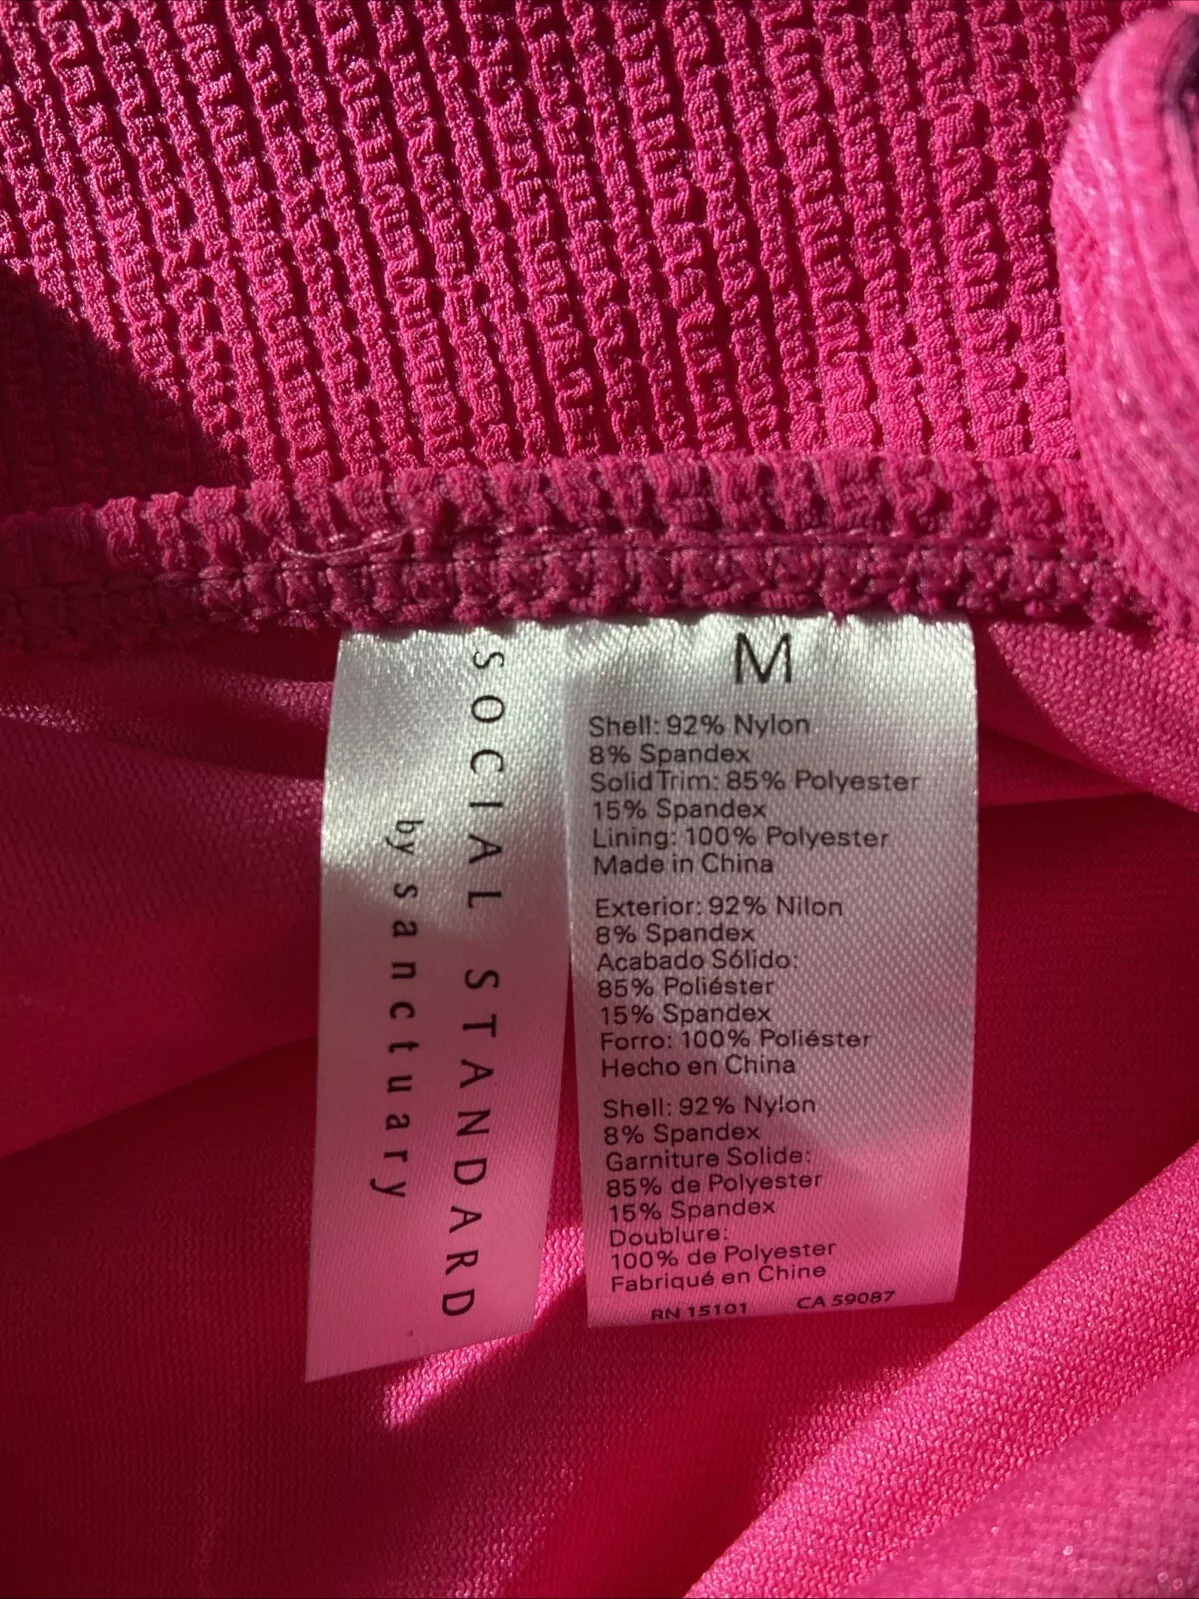 SOCIAL STANDARD
by sanctuary
M
Shell: 92% Nylon
8% Spandex
Solid Trim: 85% Polyester
15% Spandex
Lining: 100% Polyester
Made in China
Exterior: 92% Nilon
8% Spandex
Acabado Sólido:
85% Poliéster
15% Spandex
Forro: 100% Poliéster
Hecho en China
Shell: 92% Nylon
8% Spandex
Garniture Solide:
85% de Polyester
15% Spandex
Doublure:
100% de Polyester
Fabriqué en Chine
RN 15101 CA 59087